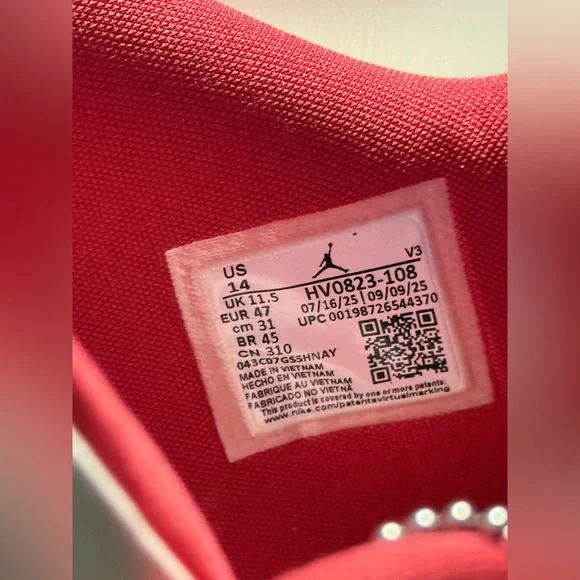 US
14
UK 11.5
EUR 47
cm 31
BR 45
CN 310
043C07GS5HNAY
V3
HV0823-108
07/16/25 | 09/09/25
UPC 00198726544370
MADE IN VIETNAM
HECHO EN VIETNAM
FABRIQUE AU VIETNAM
FABRICADO NO VIETNÃ
This product is covered by one or more patents:
www.nike.com/patentsvirtualmarking